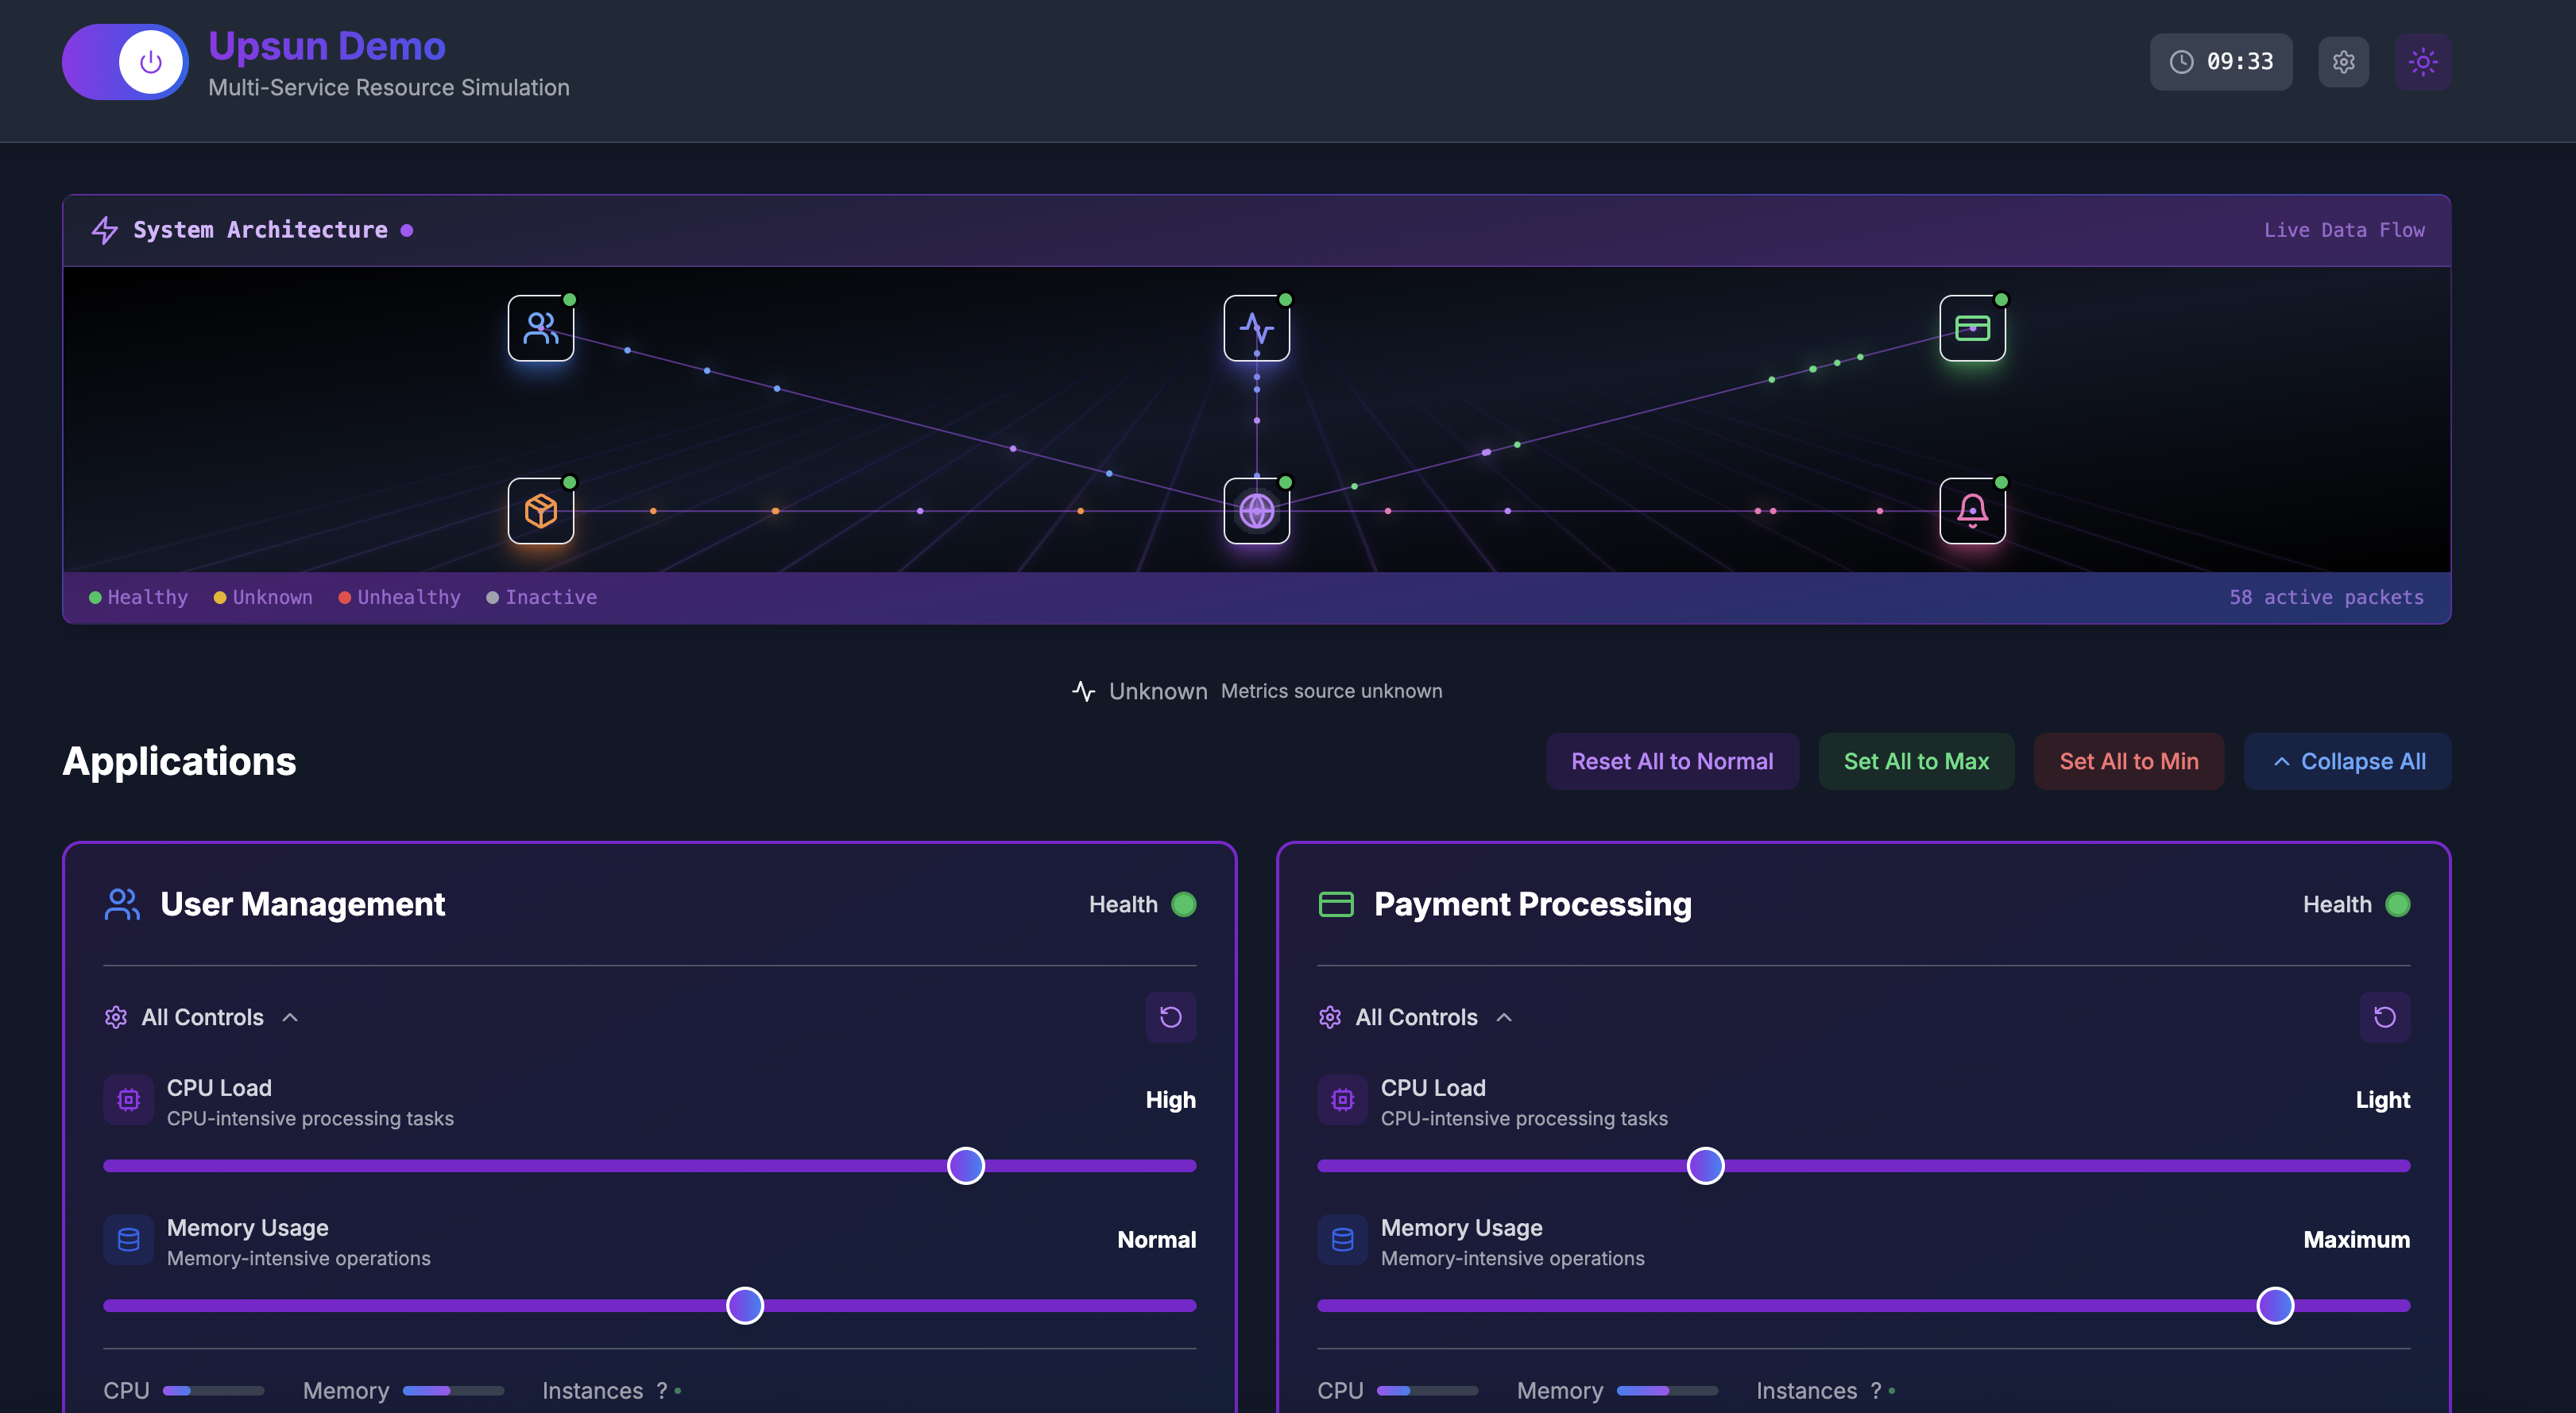 Upsun Demo
Multi-Service Resource Simulation
09:33
System Architecture
Live Data Flow
Healthy
Unknown
Unhealthy
Inactive
58 active packets
Unknown Metrics source unknown
Applications
Reset All to Normal
Set All to Max
Set All to Min
Collapse All
User Management
Health
All Controls
CPU Load
CPU-intensive processing tasks
High
Memory Usage
Memory-intensive operations
Normal
CPU
Memory
Instances ?
Payment Processing
Health
All Controls
CPU Load
CPU-intensive processing tasks
Light
Memory Usage
Memory-intensive operations
Maximum
CPU
Memory
Instances ?